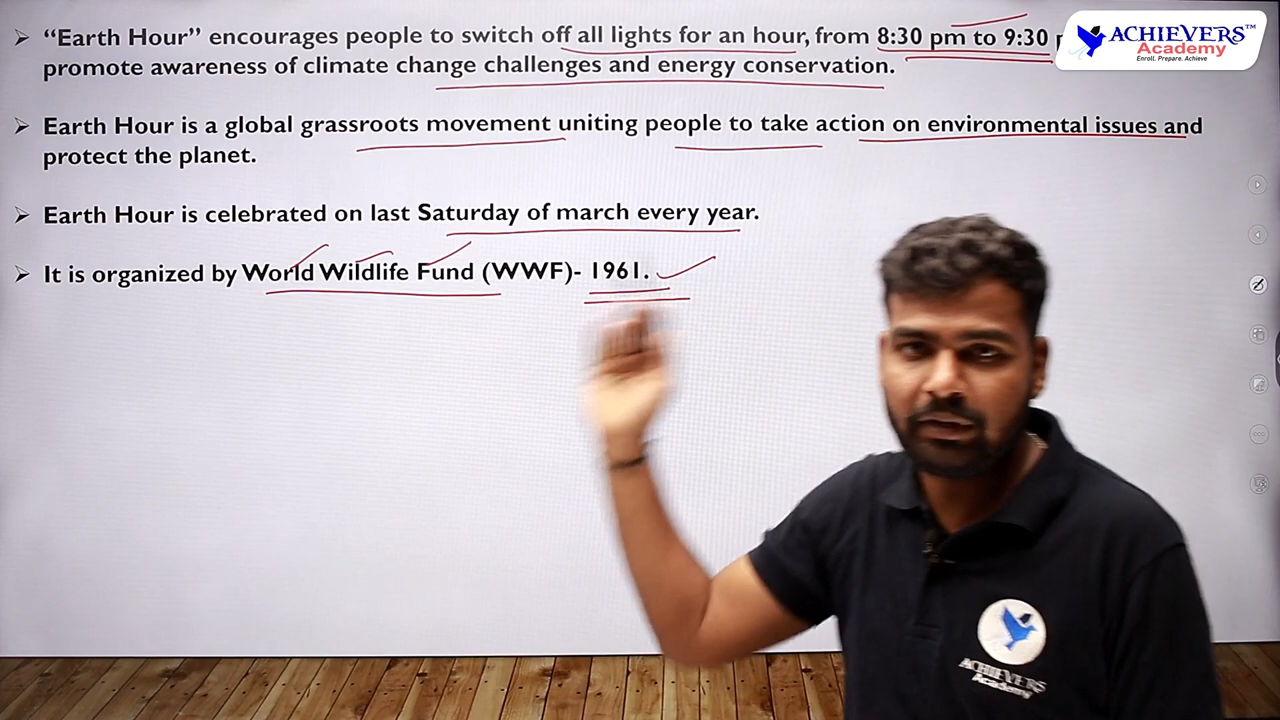 ➢ “Earth Hour” encourages people to switch off all lights for an hour, from 8:30 pm to 9:30
promote awareness of climate change challenges and energy conservation.
➢ Earth Hour is a global grassroots movement uniting people to take action on environmental issues and
protect the planet.
➢ Earth Hour is celebrated on last Saturday of march every year.
➢ It is organized by World Wildlife Fund (WWF)- 1961.
ACHIEVERS™
Academy
Enroll. Prepare. Achieve
ACHIEVERS
Academy